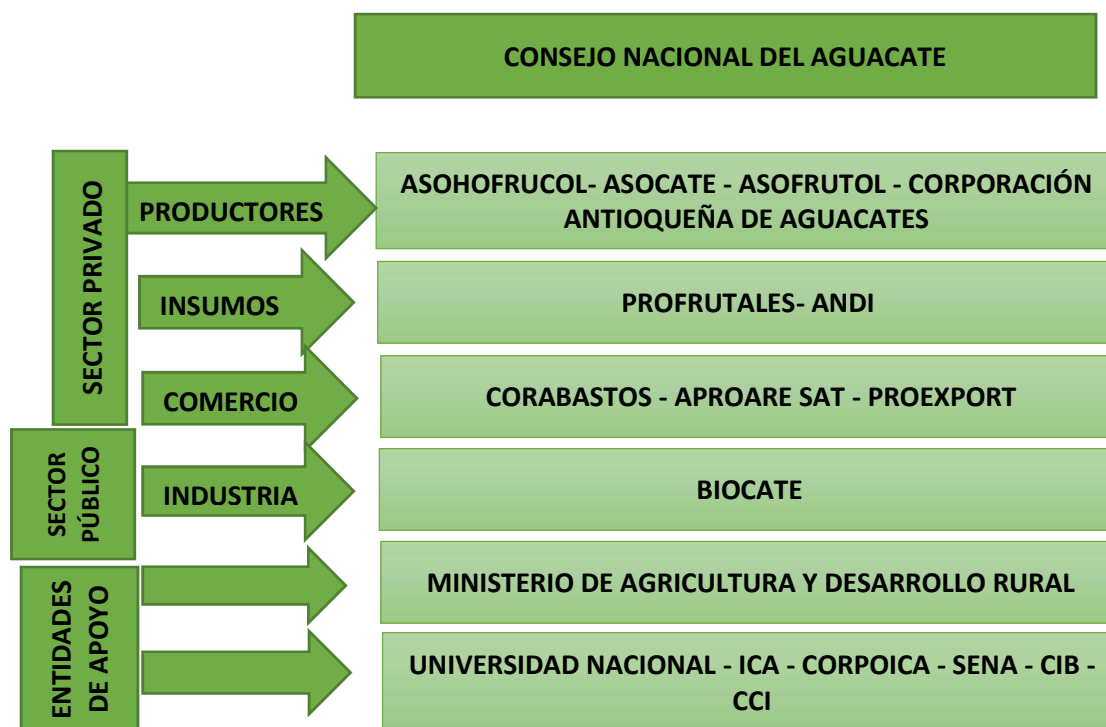 CONSEJO NACIONAL DEL AGUACATE
SECTOR PRIVADO
PRODUCTORES
ASOHOFRUCOL- ASOCATE - ASOFRUTOL - CORPORACIÓN
ANTIOQUEÑA DE AGUACATES
INSUMOS
PROFRUTALES- ANDI
COMERCIO
CORABASTOS - APROARE SAT - PROEXPORT
SECTOR
PÚBLICO
INDUSTRIA
BIOCATE
ENTIDADES
DE APOYO
MINISTERIO DE AGRICULTURA Y DESARROLLO RURAL
UNIVERSIDAD NACIONAL - ICA - CORPOICA - SENA - CIB -
CCI